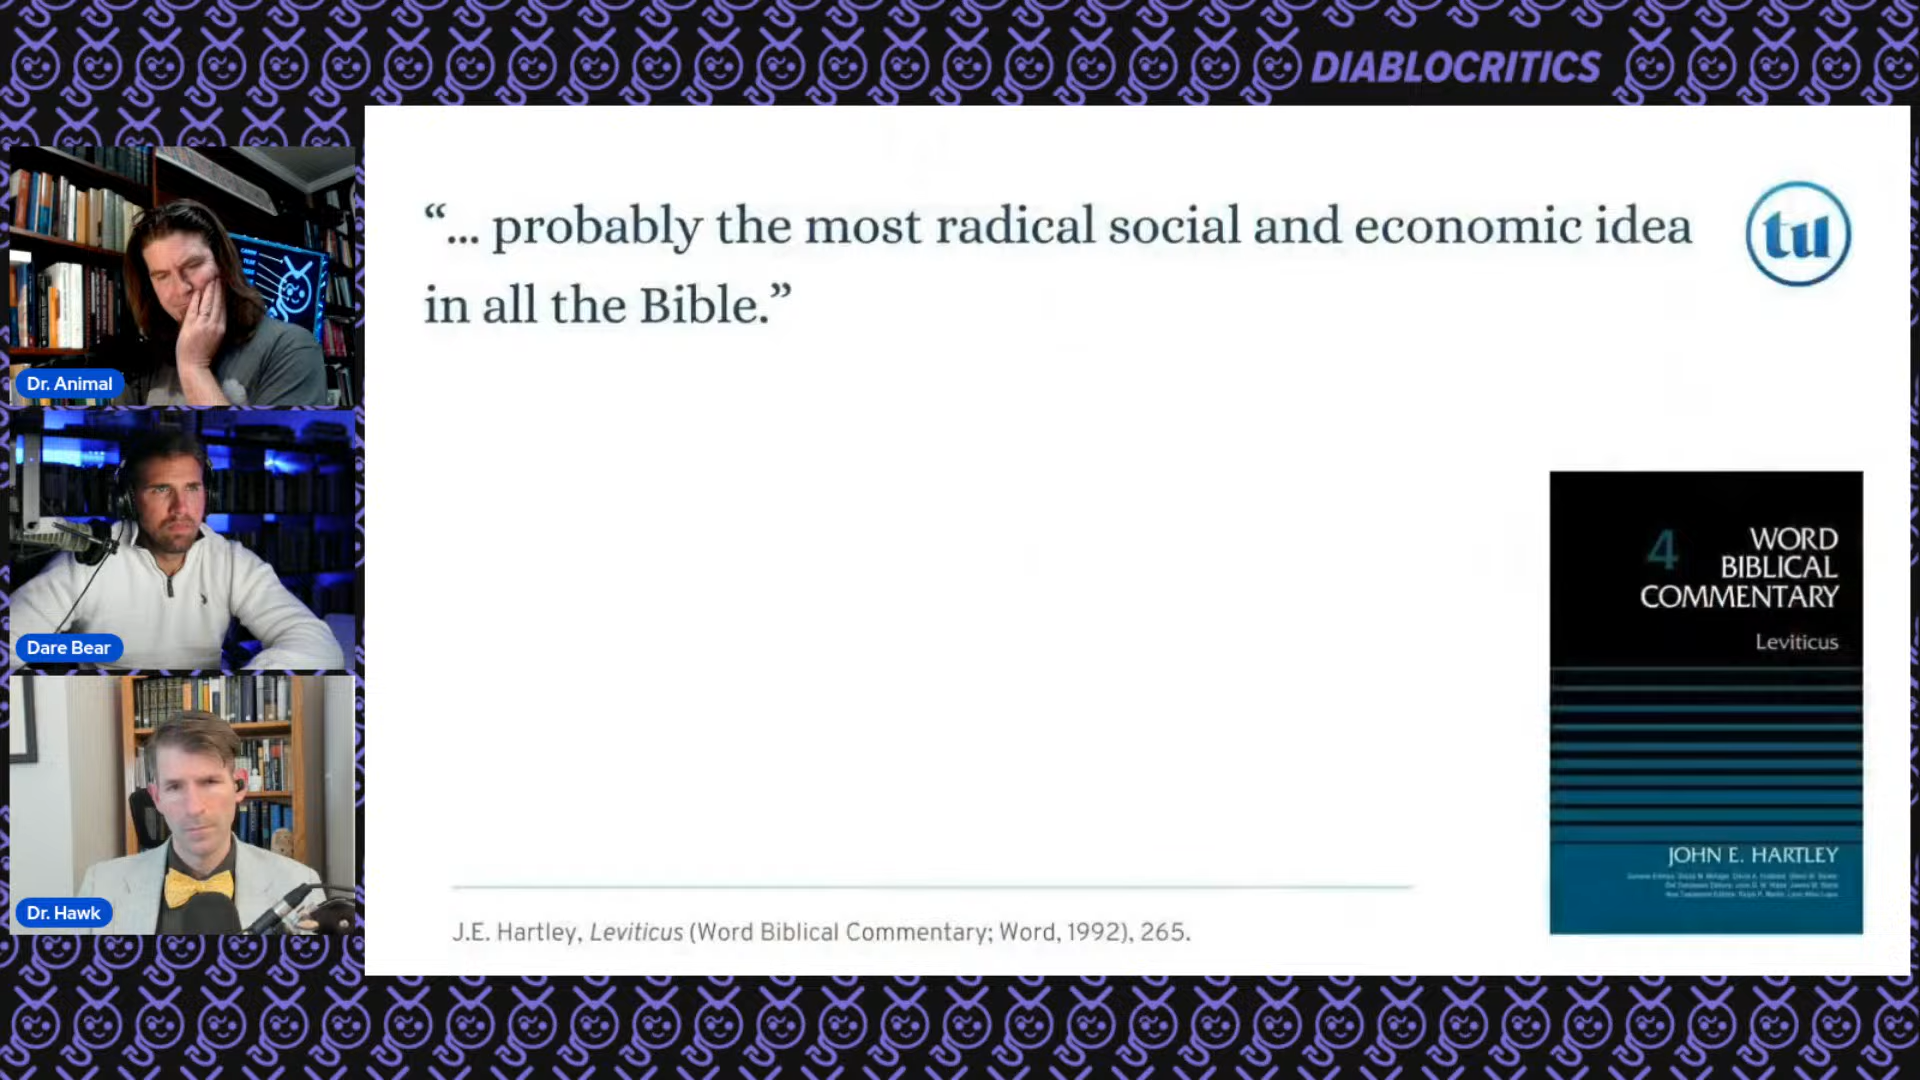 DIABLOCRITICS
“... probably the most radical social and economic idea
in all the Bible.”
tu
Dr. Animal
Dare Bear
Dr. Hawk
4
WORD
BIBLICAL
COMMENTARY
Leviticus
JOHN E. HARTLEY
J.E. Hartley, Leviticus (Word Biblical Commentary; Word, 1992), 265.